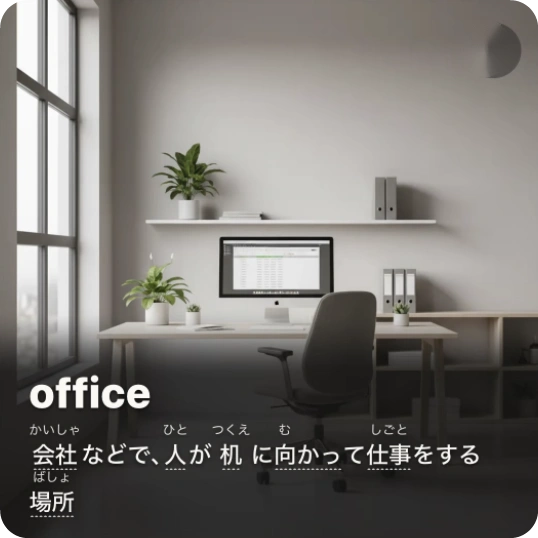 office
かいしゃ ひと つくえ む しごと
会社などで、人が机に向かって仕事をする
ばしょ
場所